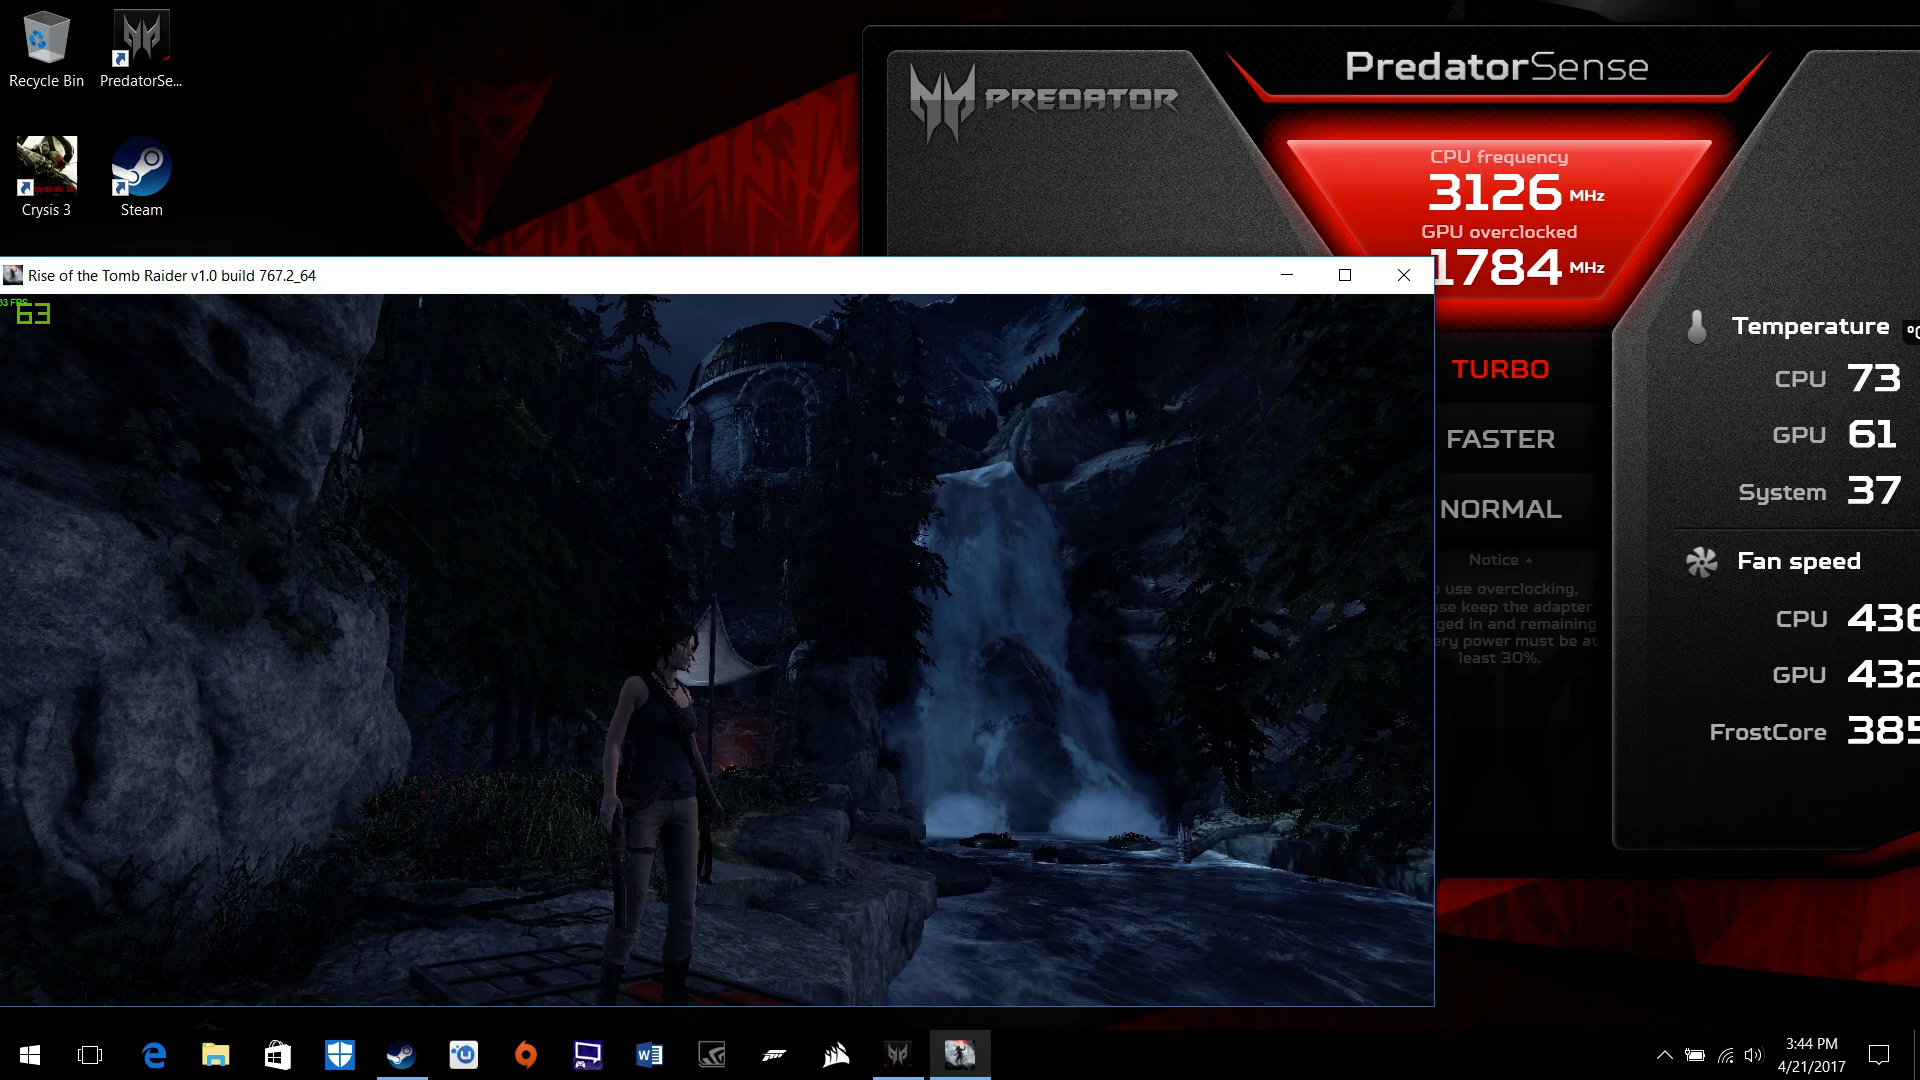 Recycle Bin
PredatorSe...
Crysis 3
Steam
PREDATOR
PredatorSense
CPU frequency
3126 MHz
GPU overclocked
1784 MHz
Rise of the Tomb Raider v1.0 build 767.2_64
63
TURBO
FASTER
NORMAL
Notice
use overclocking,
keep the adapter
in and remaining
power must be at
least 30%.
Temperature
CPU 73
GPU 61
System 37
Fan speed
CPU 436
GPU 432
FrostCore 385
3:44 PM
4/21/2017